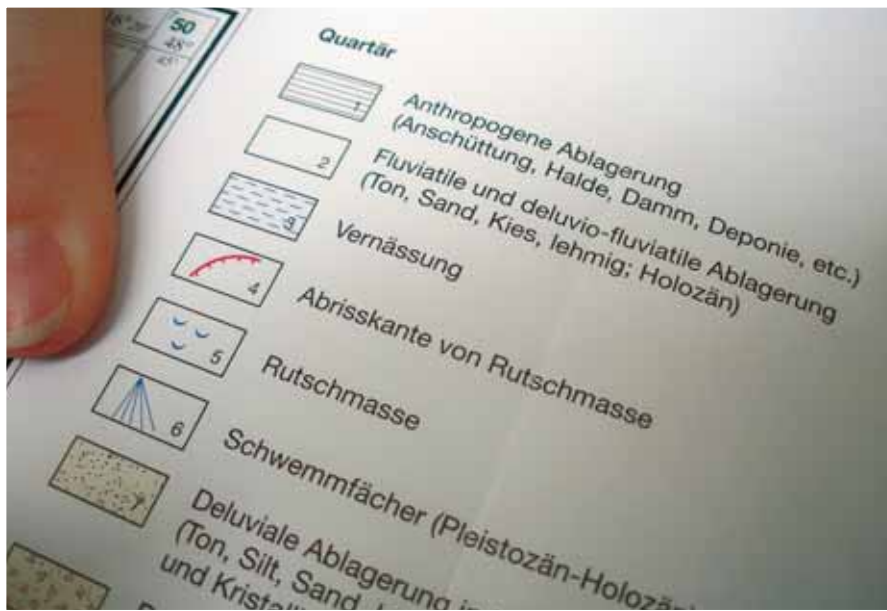 50
48°
Quartär
1
Anthropogene Ablagerung
(Anschüttung, Halde, Damm, Deponie, etc.)
2
Fluviatile und deluvio-fluviatile Ablagerung
(Ton, Sand, Kies, lehmig; Holozän)
3
Vernässung
4
Abrisskante von Rutschmasse
5
Rutschmasse
6
Schwemmfächer (Pleistozän-Holozän)
7
Deluviale Ablagerung
(Ton, Silt, Sand,
und